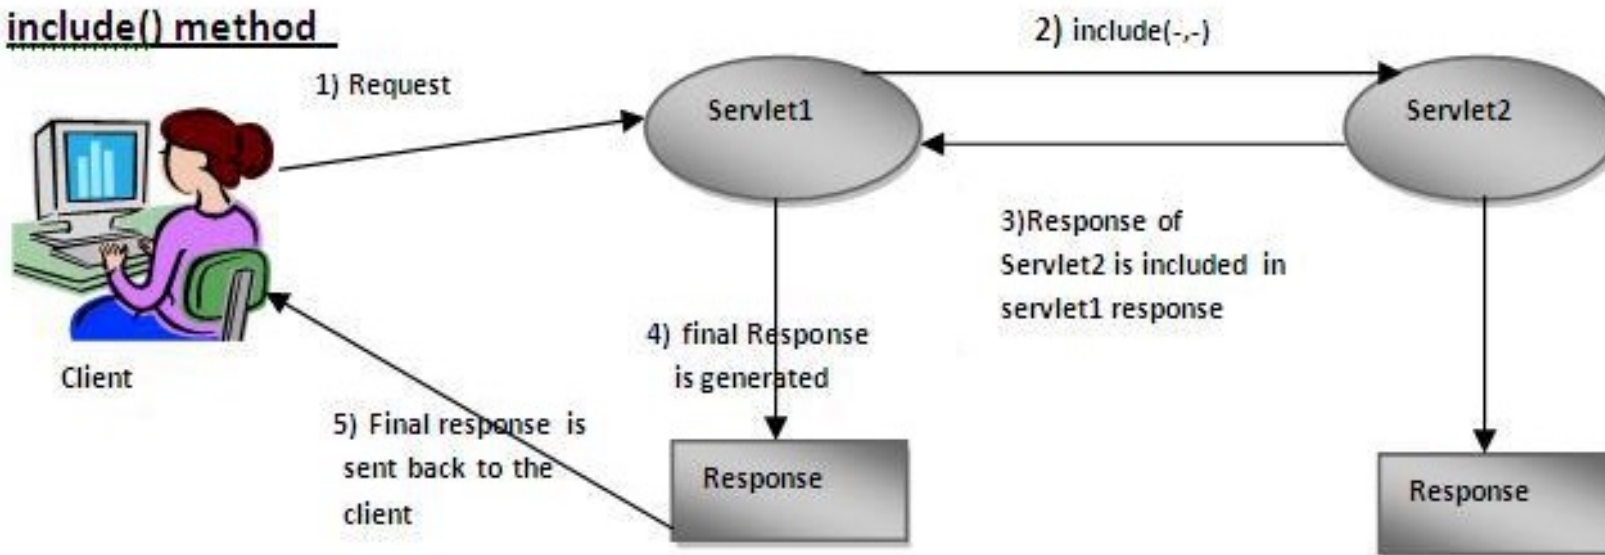 include() method
2) include(-,-)
1) Request
Servlet1
Servlet2
3)Response of
Servlet2 is included in
servlet1 response
4) final Response
is generated
Client
5) Final response is
sent back to the
client
Response
Response